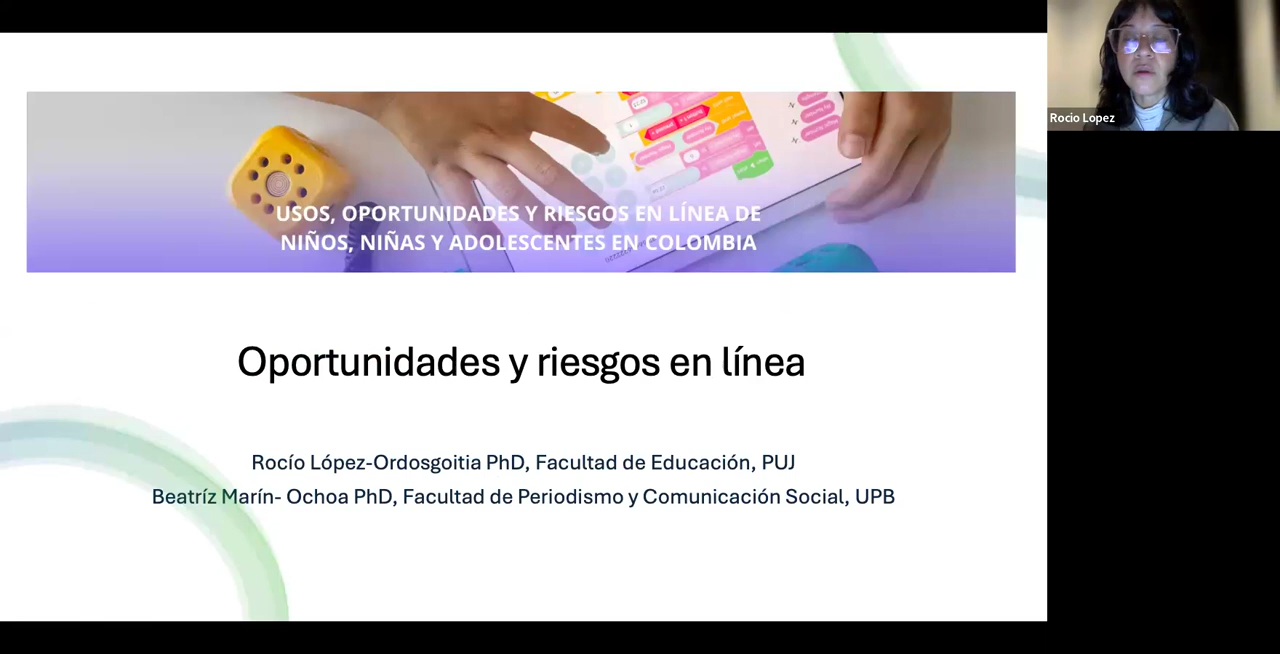 USOS, OPORTUNIDADES Y RIESGOS EN LÍNEA DE
NIÑOS, NIÑAS Y ADOLESCENTES EN COLOMBIA
Oportunidades y riesgos en línea
Rocío López-Ordosgoitia PhD, Facultad de Educación, PUJ
Beatríz Marín- Ochoa PhD, Facultad de Periodismo y Comunicación Social, UPB
Rocio Lopez